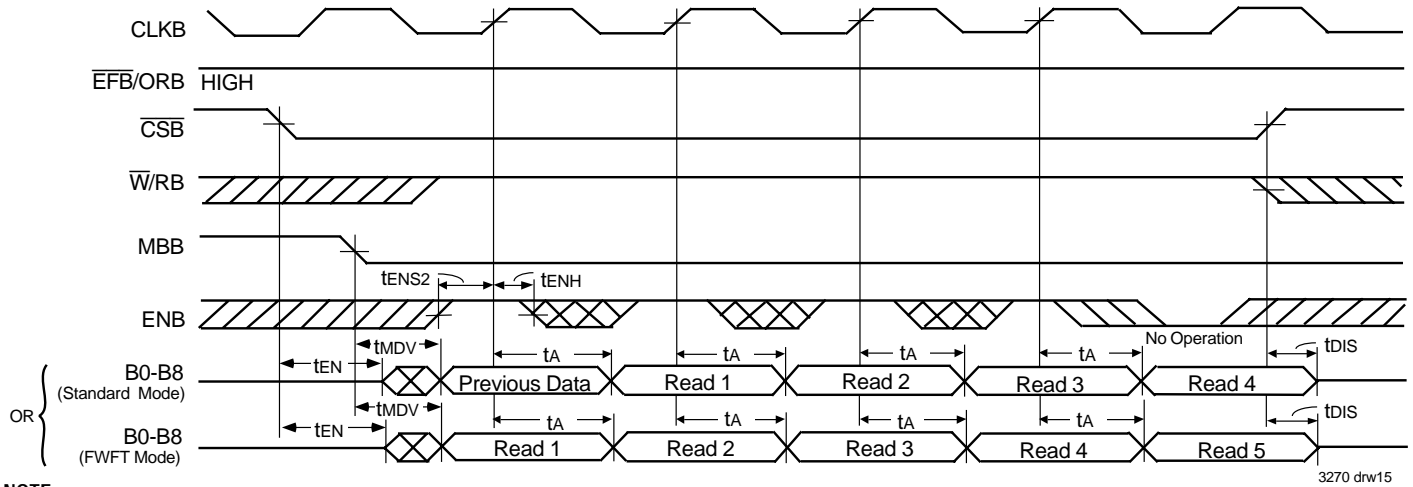 CLKB
EFB/ORB HIGH
CSB
W/RB
MBB
tENS2 tENH
ENB
No Operation
tMDV tA tA tA tA tDIS
tEN
B0-B8 Previous Data Read 1 Read 2 Read 3 Read 4
(Standard Mode)
OR
tMDV tA tA tA tA tDIS
tEN
B0-B8 Read 1 Read 2 Read 3 Read 4 Read 5
(FWFT Mode)
3270 drw15